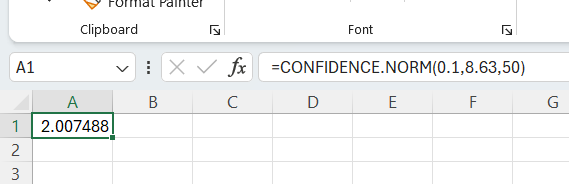 Format Painter
Clipboard Font
A1 fx =CONFIDENCE.NORM(0.1,8.63,50)
A B C D E F G
1 2.007488
2
3